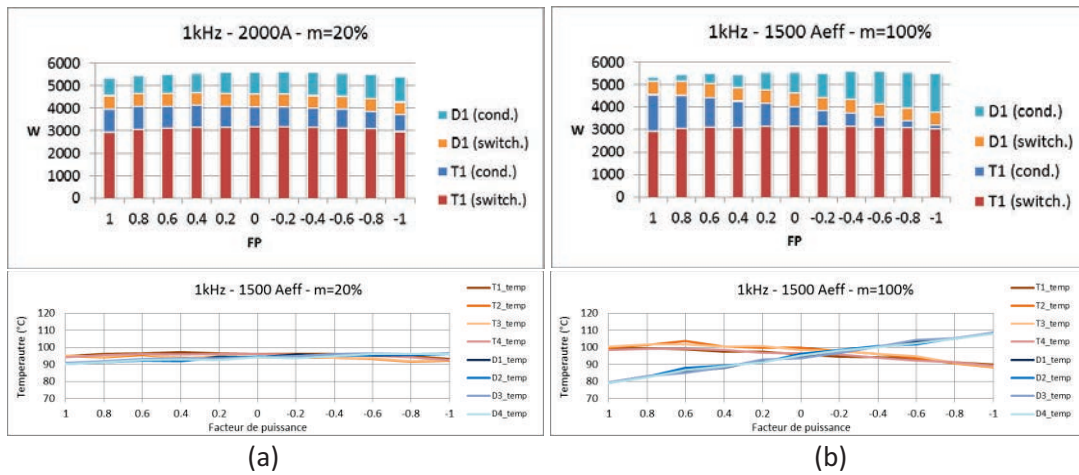 1kHz - 2000A - m=20%
6000
5000
4000
3000
2000
1000
0
W
1 0.8 0.6 0.4 0.2 0 -0.2 -0.4 -0.6 -0.8 -1
FP
D1 (cond.)
D1 (switch.)
T1 (cond.)
T1 (switch.)
1kHz - 1500 Aeff - m=100%
6000
5000
4000
3000
2000
1000
0
W
1 0.8 0.6 0.4 0.2 0 -0.2 -0.4 -0.6 -0.8 -1
FP
D1 (cond.)
D1 (switch.)
T1 (cond.)
T1 (switch.)
1kHz - 1500 Aeff - m=20%
Temperautre (°C)
120
110
100
90
80
70
1 0.8 0.6 0.4 0.2 0 -0.2 -0.4 -0.6 -0.8 -1
Facteur de puissance
T1_temp
T2_temp
T3_temp
T4_temp
D1_temp
D2_temp
D3_temp
D4_temp
1kHz - 1500 Aeff - m=100%
Temperautre (°C)
120
110
100
90
80
70
1 0.8 0.6 0.4 0.2 0 -0.2 -0.4 -0.6 -0.8 -1
Facteur de puissance
T1_temp
T2_temp
T3_temp
T4_temp
D1_temp
D2_temp
D3_temp
D4_temp
(a)
(b)